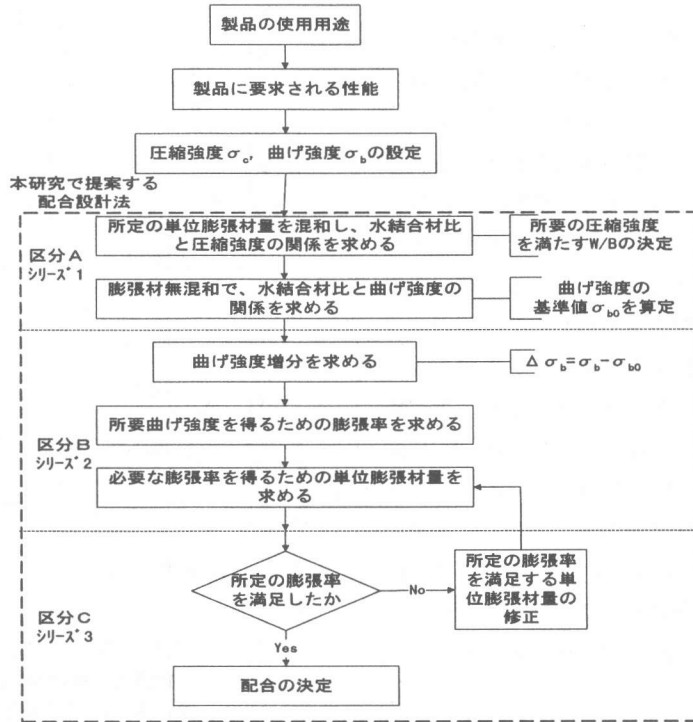 製品の使用用途
製品に要求される性能
圧縮強度σc, 曲げ強度σbの設定
本研究で提案する
配合設計法
区分A
シリーズ1
所定の単位膨張材量を混和し、水結合材比
と圧縮強度の関係を求める
所要の圧縮強度
を満たすW/Bの決定
膨張材無混和で、水結合材比と曲げ強度の
関係を求める
曲げ強度の
基準値σb0を算定
区分B
シリーズ2
曲げ強度増分を求める
Δσb=σb-σb0
所要曲げ強度を得るための膨張率を求める
必要な膨張率を得るための単位膨張材量を
求める
区分C
シリーズ3
所定の膨張率
を満足したか
No
所定の膨張率
を満足する単
位膨張材量の
修正
Yes
配合の決定